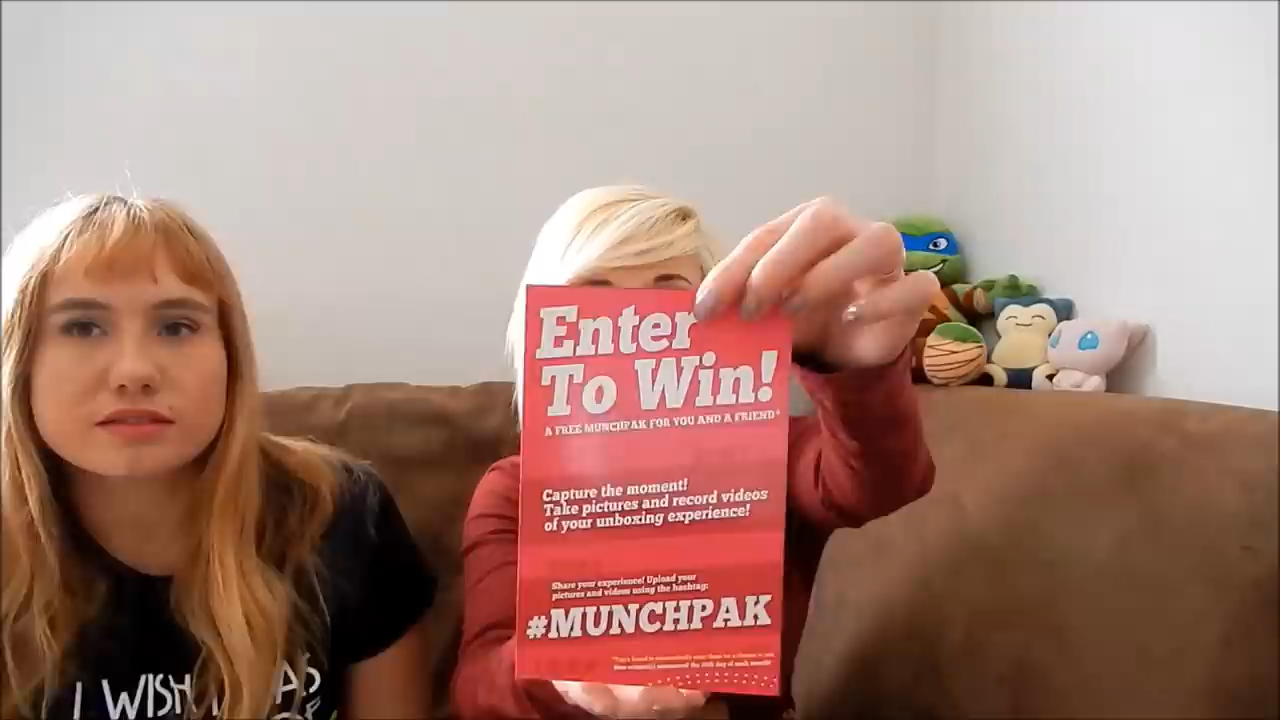 Enter
To Win!
A FREE MUNCHPAK FOR YOU AND A FRIEND*
Capture the moment!
Take pictures and record videos
of your unboxing experience!
Share your experience! Upload your
pictures and videos using the hashtag:
#MUNCHPAK
I WISH